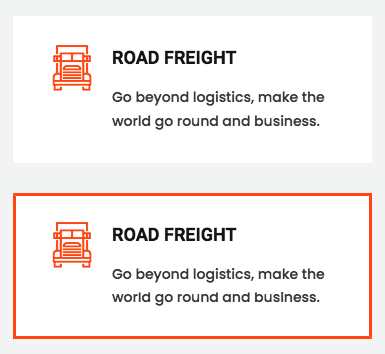 ROAD FREIGHT
Go beyond logistics, make the
world go round and business.
ROAD FREIGHT
Go beyond logistics, make the
world go round and business.